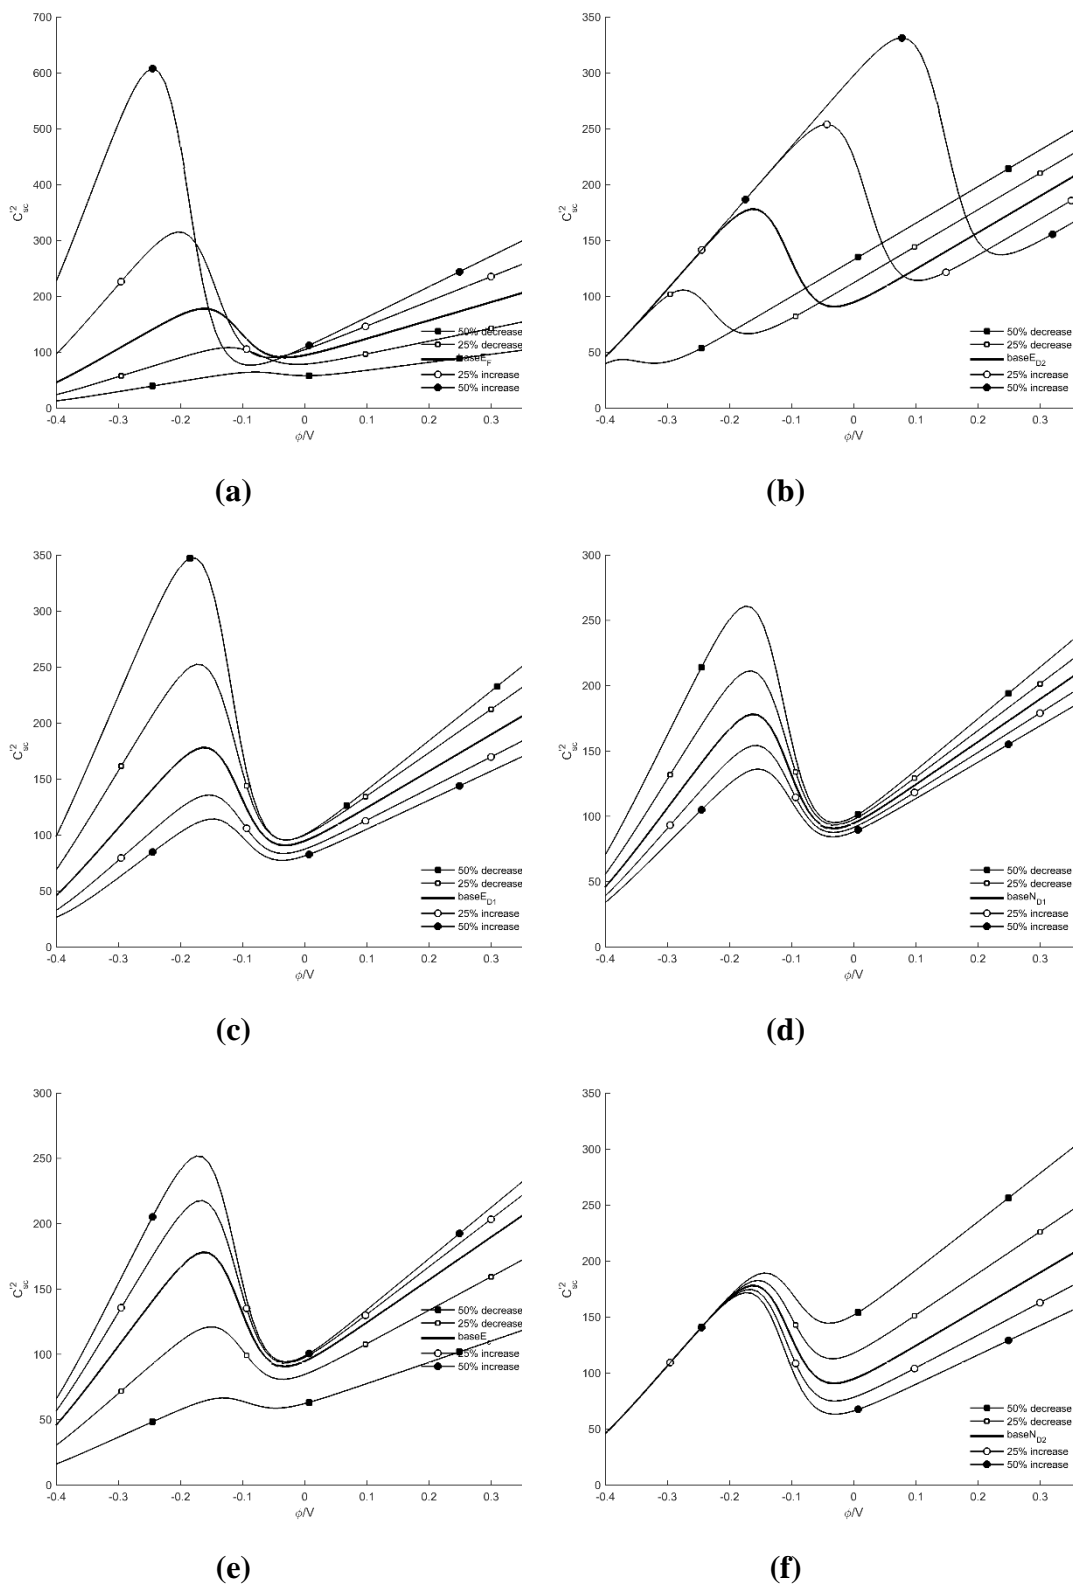 700
600
500
400
300
200
100
0
-0.4 -0.3 -0.2 -0.1 0 0.1 0.2 0.3
ϕ/V
50% decrease
25% decrease
baseE_F
25% increase
50% increase
(a)
350
300
250
200
150
100
50
0
-0.4 -0.3 -0.2 -0.1 0 0.1 0.2 0.3
ϕ/V
50% decrease
25% decrease
baseE_D2
25% increase
50% increase
(b)
350
300
250
200
150
100
50
0
-0.4 -0.3 -0.2 -0.1 0 0.1 0.2 0.3
ϕ/V
50% decrease
25% decrease
baseE_D1
25% increase
50% increase
(c)
300
250
200
150
100
50
0
-0.4 -0.3 -0.2 -0.1 0 0.1 0.2 0.3
ϕ/V
50% decrease
25% decrease
baseN_D1
25% increase
50% increase
(d)
300
250
200
150
100
50
0
-0.4 -0.3 -0.2 -0.1 0 0.1 0.2 0.3
ϕ/V
50% decrease
25% decrease
baseE
25% increase
50% increase
(e)
350
300
250
200
150
100
50
0
-0.4 -0.3 -0.2 -0.1 0 0.1 0.2 0.3
ϕ/V
50% decrease
25% decrease
baseN_D2
25% increase
50% increase
(f)